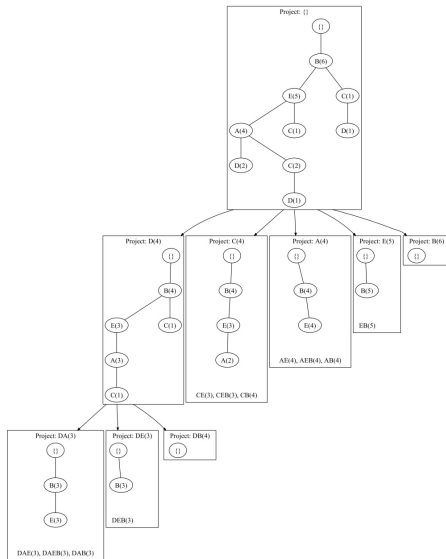 Project: {}
{}
B(6)
E(5)
C(1)
A(4)
C(1)
D(1)
D(2)
C(2)
D(1)
Project: D(4)
{}
B(4)
E(3)
C(1)
A(3)
C(1)
Project: C(4)
{}
B(4)
E(3)
A(2)
CE(3), CEB(3), CB(4)
Project: A(4)
{}
B(4)
E(4)
AE(4), AEB(4), AB(4)
Project: E(5)
{}
B(5)
EB(5)
Project: B(6)
{}
Project: DA(3)
{}
B(3)
E(3)
DAE(3), DAEB(3), DAB(3)
Project: DE(3)
{}
B(3)
DEB(3)
Project: DB(4)
{}